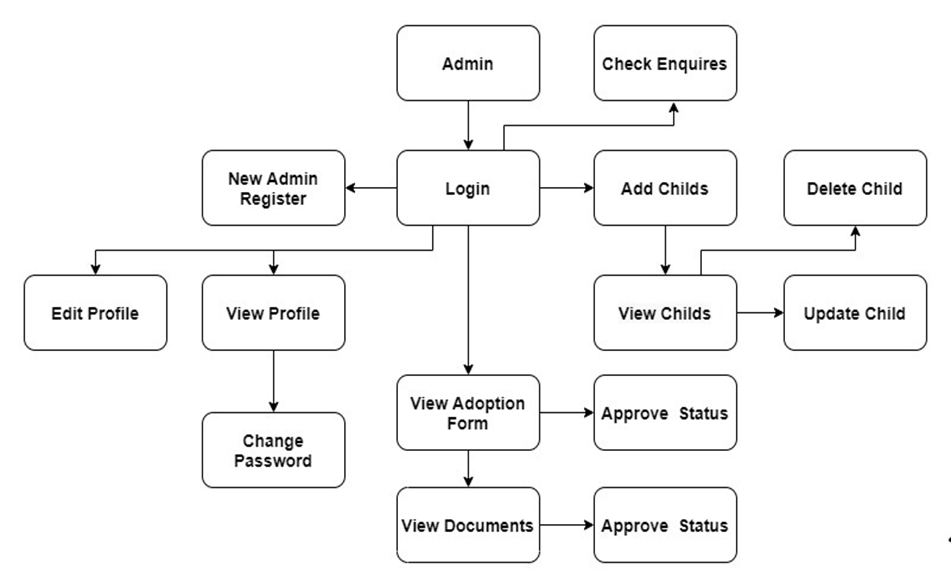 Admin
Check Enquires
New Admin
Register
Login
Add Childs
Delete Child
Edit Profile
View Profile
View Childs
Update Child
View Adoption
Form
Approve Status
Change
Password
View Documents
Approve Status